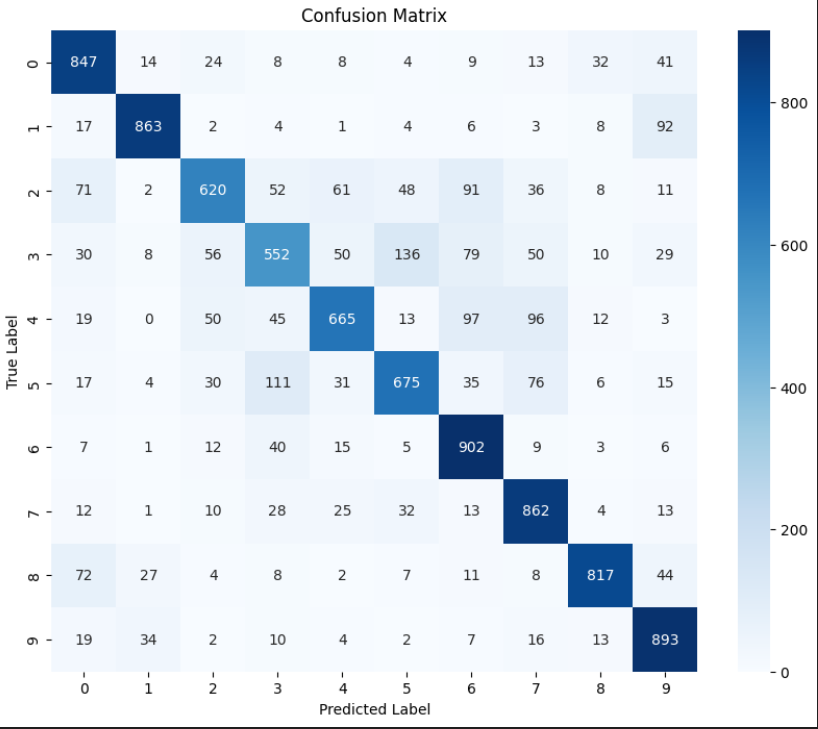 Confusion Matrix
0 847 14 24 8 8 4 9 13 32 41
1 17 863 2 4 1 4 6 3 8 92
2 71 2 620 52 61 48 91 36 8 11
3 30 8 56 552 50 136 79 50 10 29
4 19 0 50 45 665 13 97 96 12 3
5 17 4 30 111 31 675 35 76 6 15
6 7 1 12 40 15 5 902 9 3 6
7 12 1 10 28 25 32 13 862 4 13
8 72 27 4 8 2 7 11 8 817 44
9 19 34 2 10 4 2 7 16 13 893
0 1 2 3 4 5 6 7 8 9
Predicted Label
True Label
800
600
400
200
0